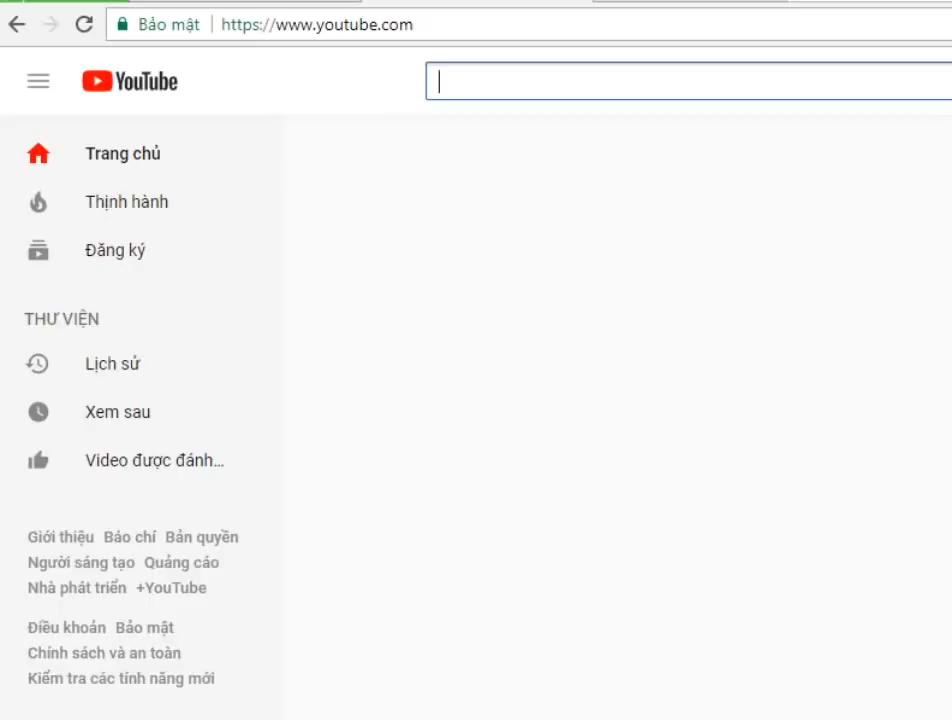 Bảo mật | https://www.youtube.com
YouTube
Trang chủ
Thịnh hành
Đăng ký
THƯ VIỆN
Lịch sử
Xem sau
Video được đánh...
Giới thiệu Báo chí Bản quyền
Người sáng tạo Quảng cáo
Nhà phát triển +YouTube
Điều khoản Bảo mật
Chính sách và an toàn
Kiểm tra các tính năng mới